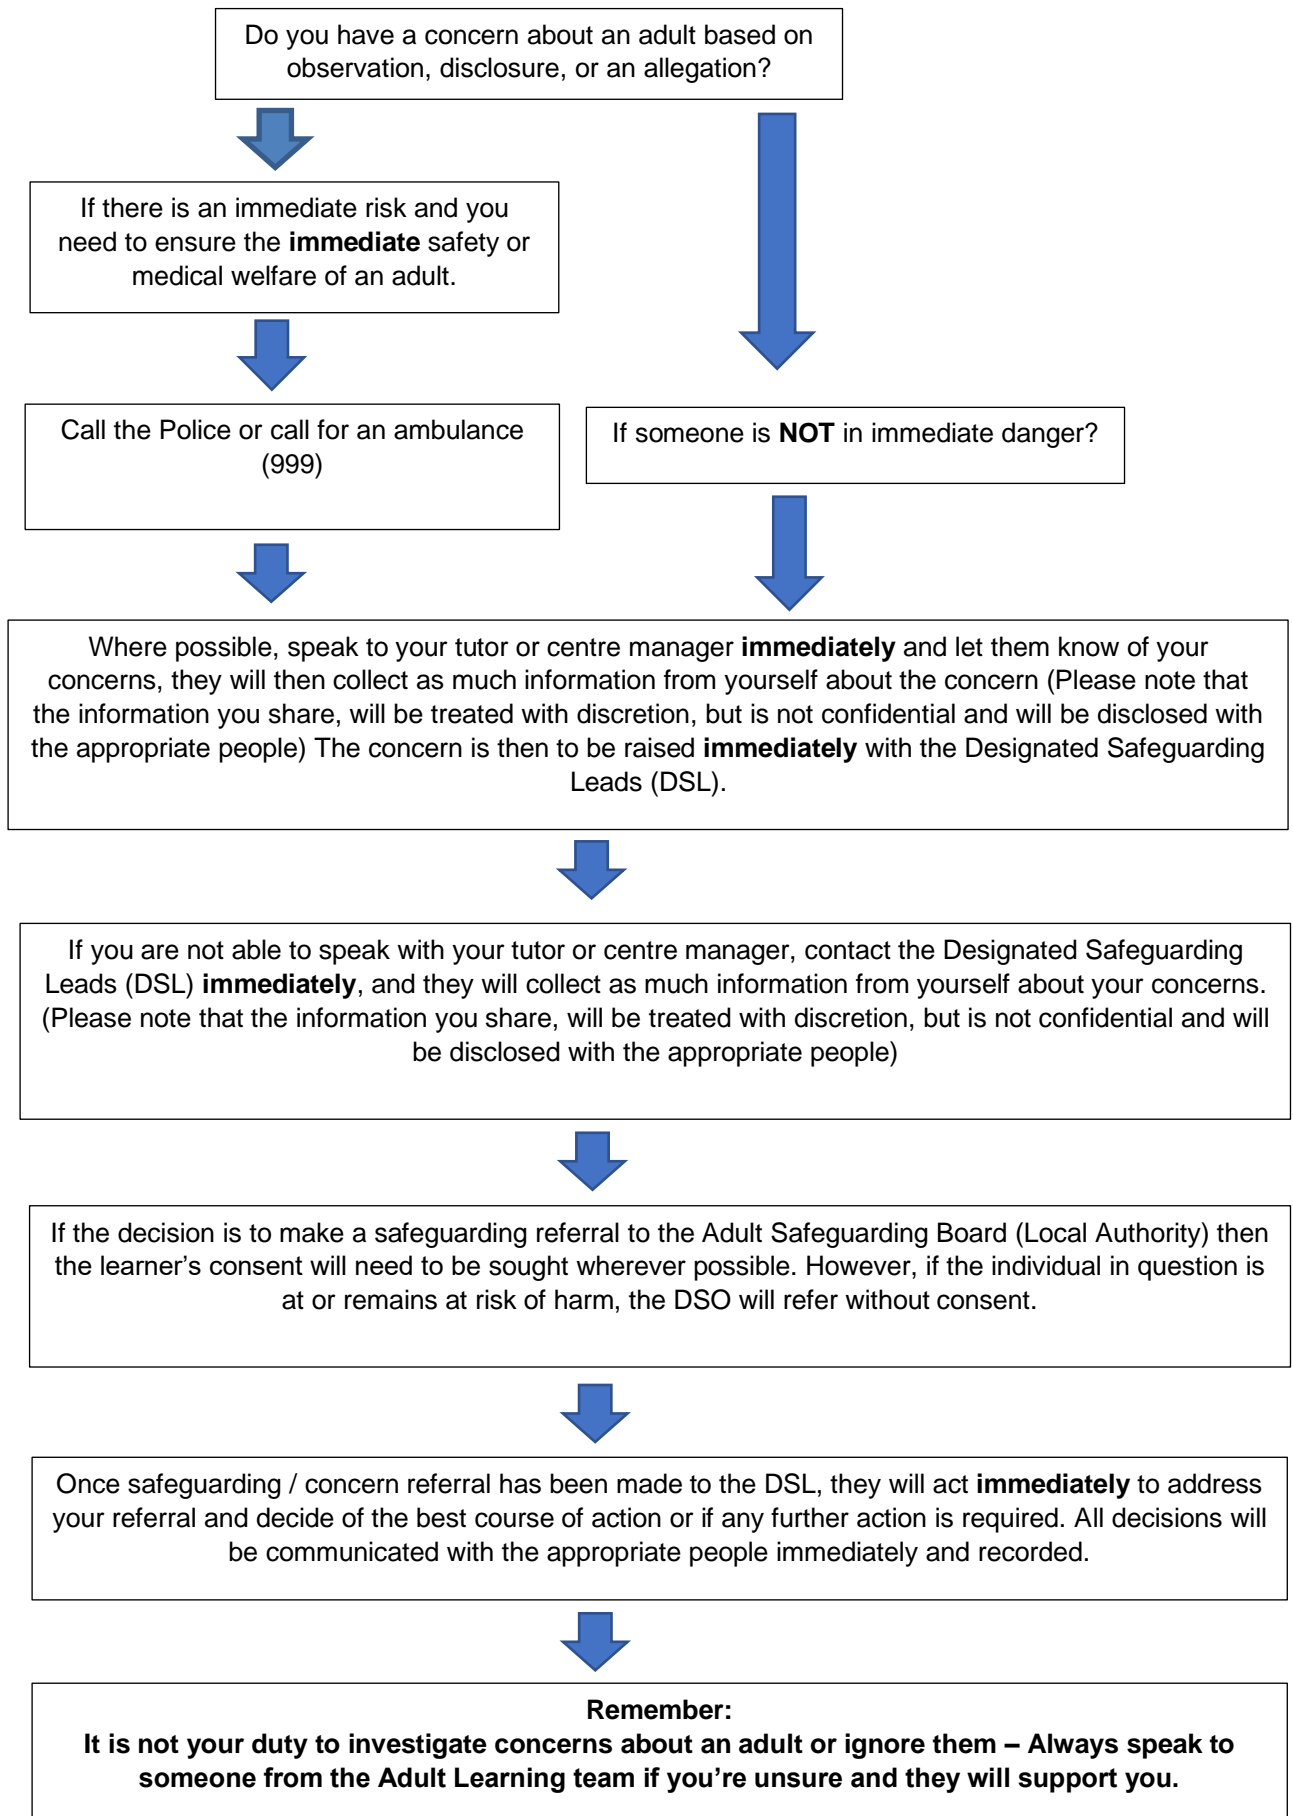 Do you have a concern about an adult based on
observation, disclosure, or an allegation?
If there is an immediate risk and you
need to ensure the immediate safety or
medical welfare of an adult.
Call the Police or call for an ambulance
(999)
If someone is NOT in immediate danger?
Where possible, speak to your tutor or centre manager immediately and let them know of your
concerns, they will then collect as much information from yourself about the concern (Please note that
the information you share, will be treated with discretion, but is not confidential and will be disclosed with
the appropriate people) The concern is then to be raised immediately with the Designated Safeguarding
Leads (DSL).
If you are not able to speak with your tutor or centre manager, contact the Designated Safeguarding
Leads (DSL) immediately, and they will collect as much information from yourself about your concerns.
(Please note that the information you share, will be treated with discretion, but is not confidential and will
be disclosed with the appropriate people)
If the decision is to make a safeguarding referral to the Adult Safeguarding Board (Local Authority) then
the learner's consent will need to be sought wherever possible. However, if the individual in question is
at or remains at risk of harm, the DSO will refer without consent.
Once safeguarding / concern referral has been made to the DSL, they will act immediately to address
your referral and decide of the best course of action or if any further action is required. All decisions will
be communicated with the appropriate people immediately and recorded.
Remember:
It is not your duty to investigate concerns about an adult or ignore them – Always speak to
someone from the Adult Learning team if you're unsure and they will support you.